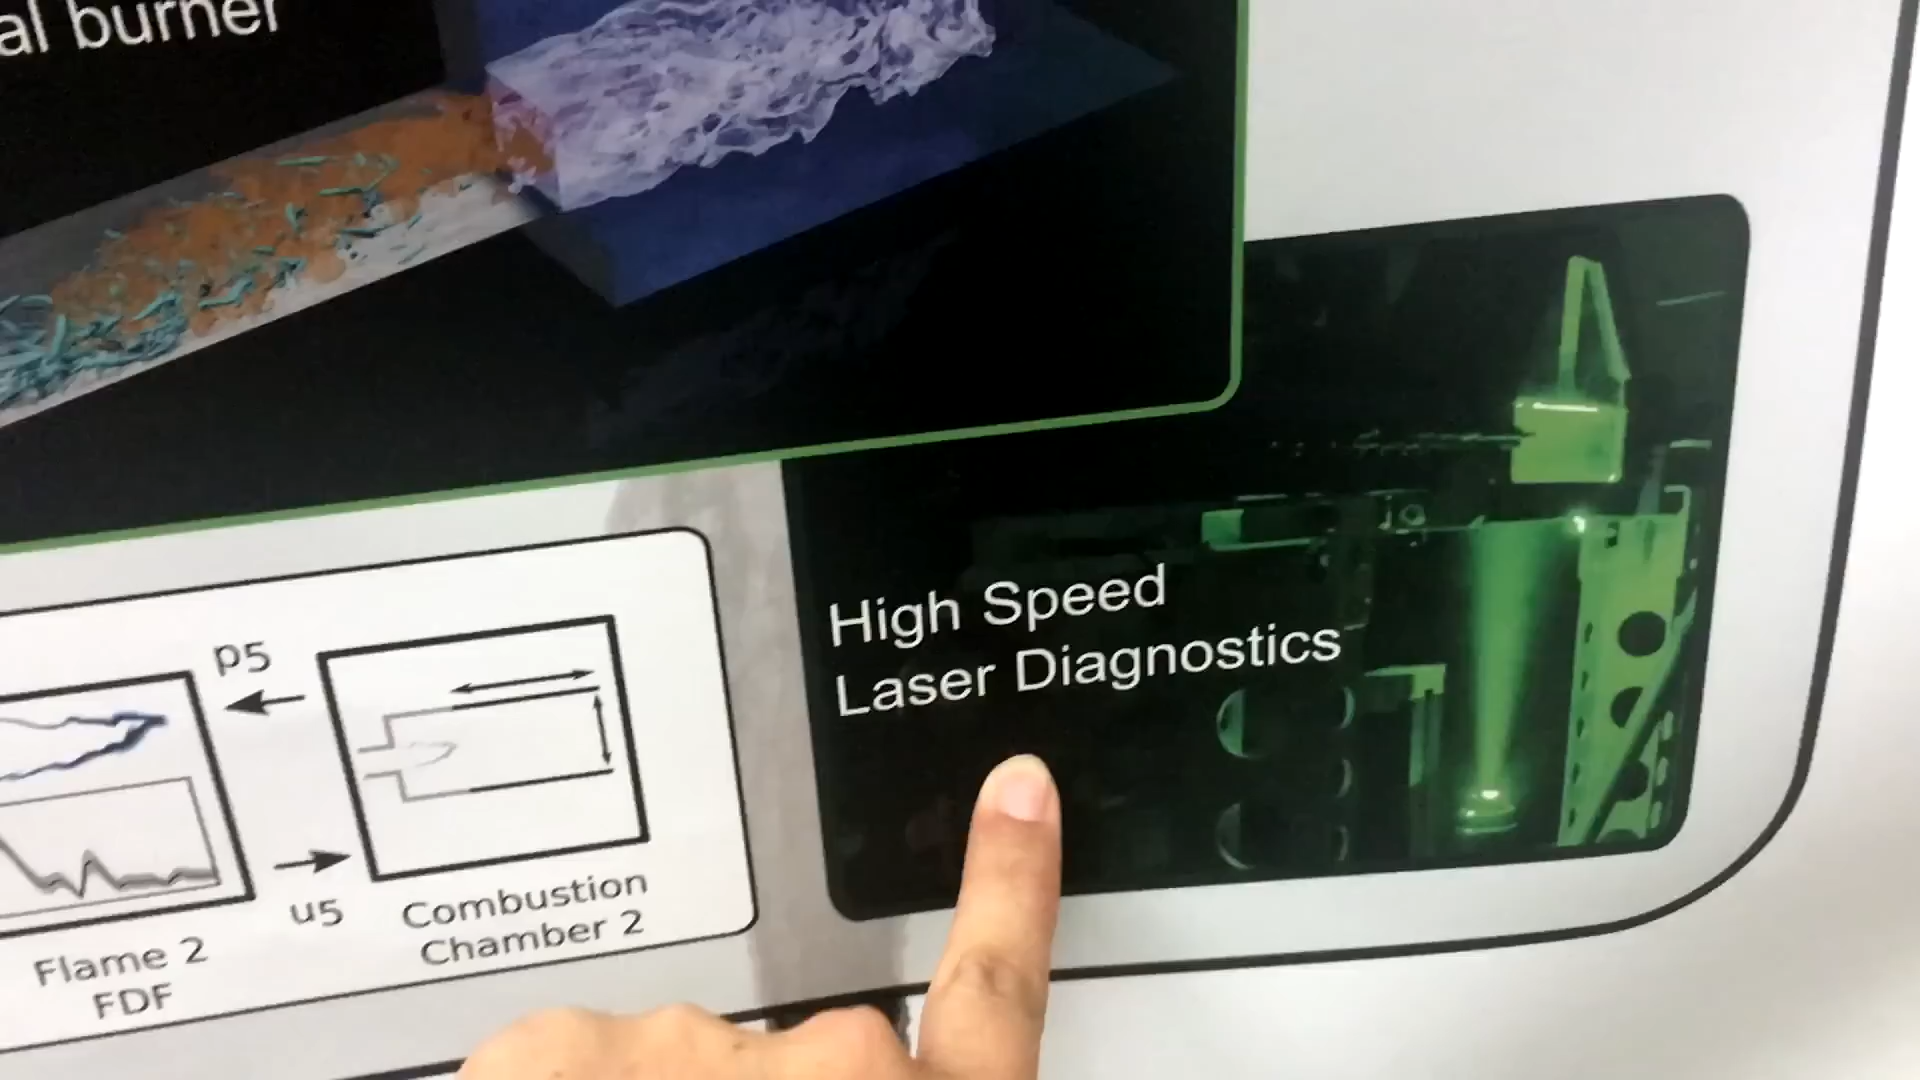 al burner
High Speed
Laser Diagnostics
p5
u5
Combustion
Chamber 2
Flame 2
FDF